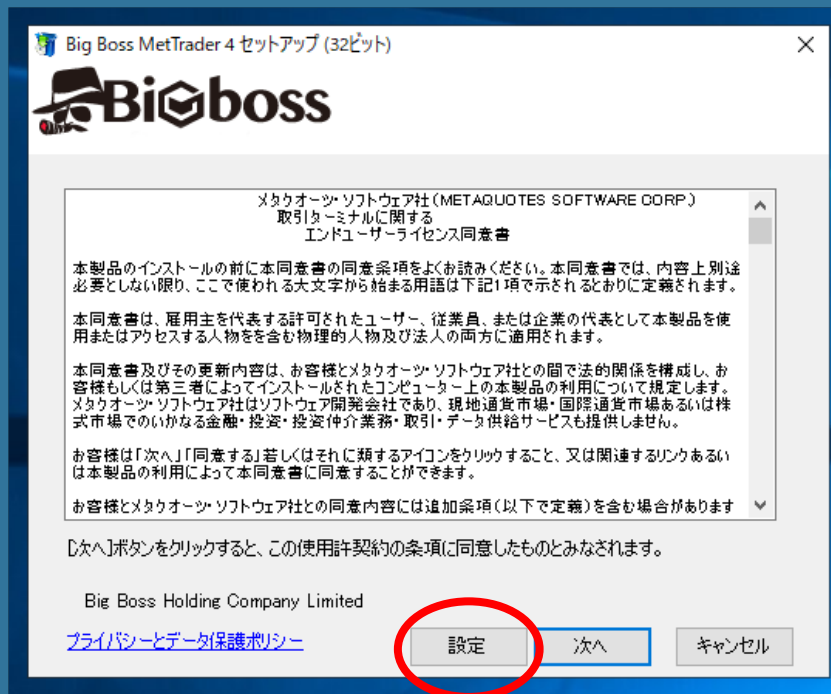 Big Boss MetTrader 4 セットアップ (32ビット)
Bigboss
メタクオーツ・ソフトウェア社(METAQUOTES SOFTWARE CORP.)
取引ターミナルに関する
エンドユーザーライセンス同意書
本製品のインストールの前に本同意書の同意条項をよくお読みください。本同意書では、内容上別途
必要としない限り、ここで使われる大文字から始まる用語は下記1項で示されるとおりに定義されます。
本同意書は、雇用主を代表する許可されたユーザー、従業員、または企業の代表として本製品を使
用またはアクセスする人物をを含む物理的人物及び法人の両方に適用されます。
本同意書及びその更新内容は、お客様とメタクオーツ・ソフトウェア社との間で法的関係を構成し、お
客様もしくは第三者によってインストールされたコンピューター上の本製品の利用について規定します。
メタクオーツ・ソフトウェア社はソフトウェア開発会社であり、現地通貨市場・国際通貨市場あるいは株
式市場でのいかなる金融・投資・投資仲介業務・取引・データ供給サービスも提供しません。
お客様は「次へ」「同意する」若しくはそれに類するアイコンをクリックすること、又は関連するリンクあるい
は本製品の利用によって本同意書に同意することができます。
お客様とメタクオーツ・ソフトウェア社との同意内容には追加条項(以下で定義)を含む場合があります
[次へ]ボタンをクリックすると、この使用許契約の条項に同意したものとみなされます。
Big Boss Holding Company Limited
プライバシーとデータ保護ポリシー
設定
次へ
キャンセル